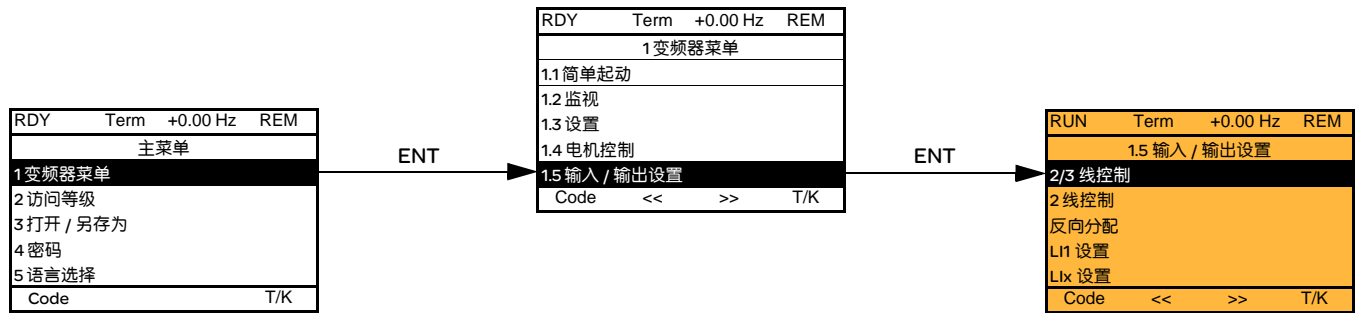 RDY Term +0.00 Hz REM
主菜单
1变频器菜单
2 访问等级
3 打开 / 另存为
4 密码
5 语言选择
Code T/K
ENT
RDY Term +0.00 Hz REM
1变频器菜单
1.1 简单起动
1.2 监视
1.3 设置
1.4 电机控制
1.5 输入 / 输出设置
Code << >> T/K
ENT
RUN Term +0.00 Hz REM
1.5 输入 / 输出设置
2/3 线控制
2 线控制
反向分配
LI1 设置
LIx 设置
Code << >> T/K